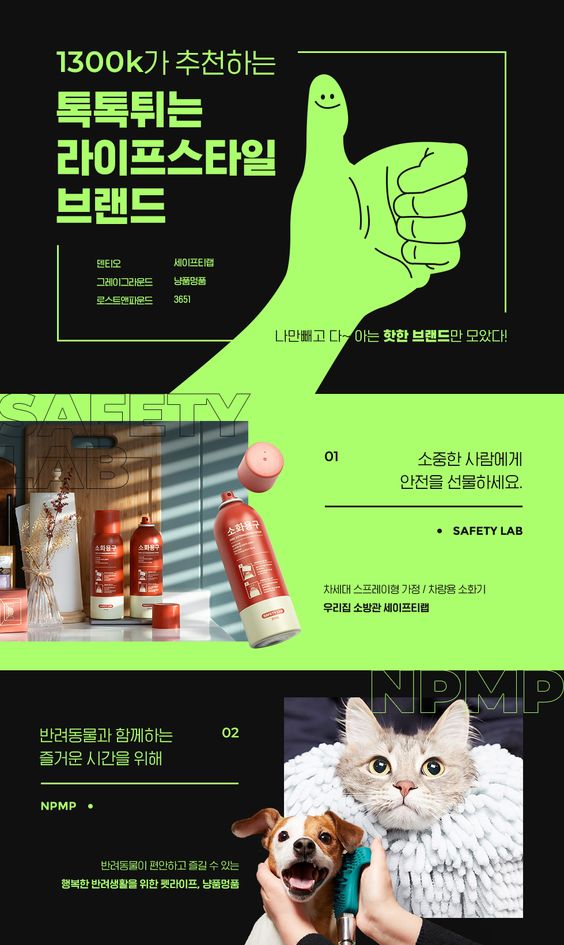 1300k가 추천하는
톡톡튀는
라이프스타일
브랜드
덴티오
그레이그라운드
로스트앤파운드
세이프티랩
냥품멍품
3651
나만빼고 다~ 아는 핫한 브랜드만 모았다!
SAFETY
LAB
소화용구
소화용구
소화용구
01
소중한 사람에게
안전을 선물하세요.
SAFETY LAB
차세대 스프레이형 가정 / 차량용 소화기
우리집 소방관 세이프티랩
NPMP
반려동물과 함께하는
즐거운 시간을 위해
02
NPMP
반려동물이 편안하고 즐길 수 있는
행복한 반려생활을 위한 펫라이프, 냥품멍품